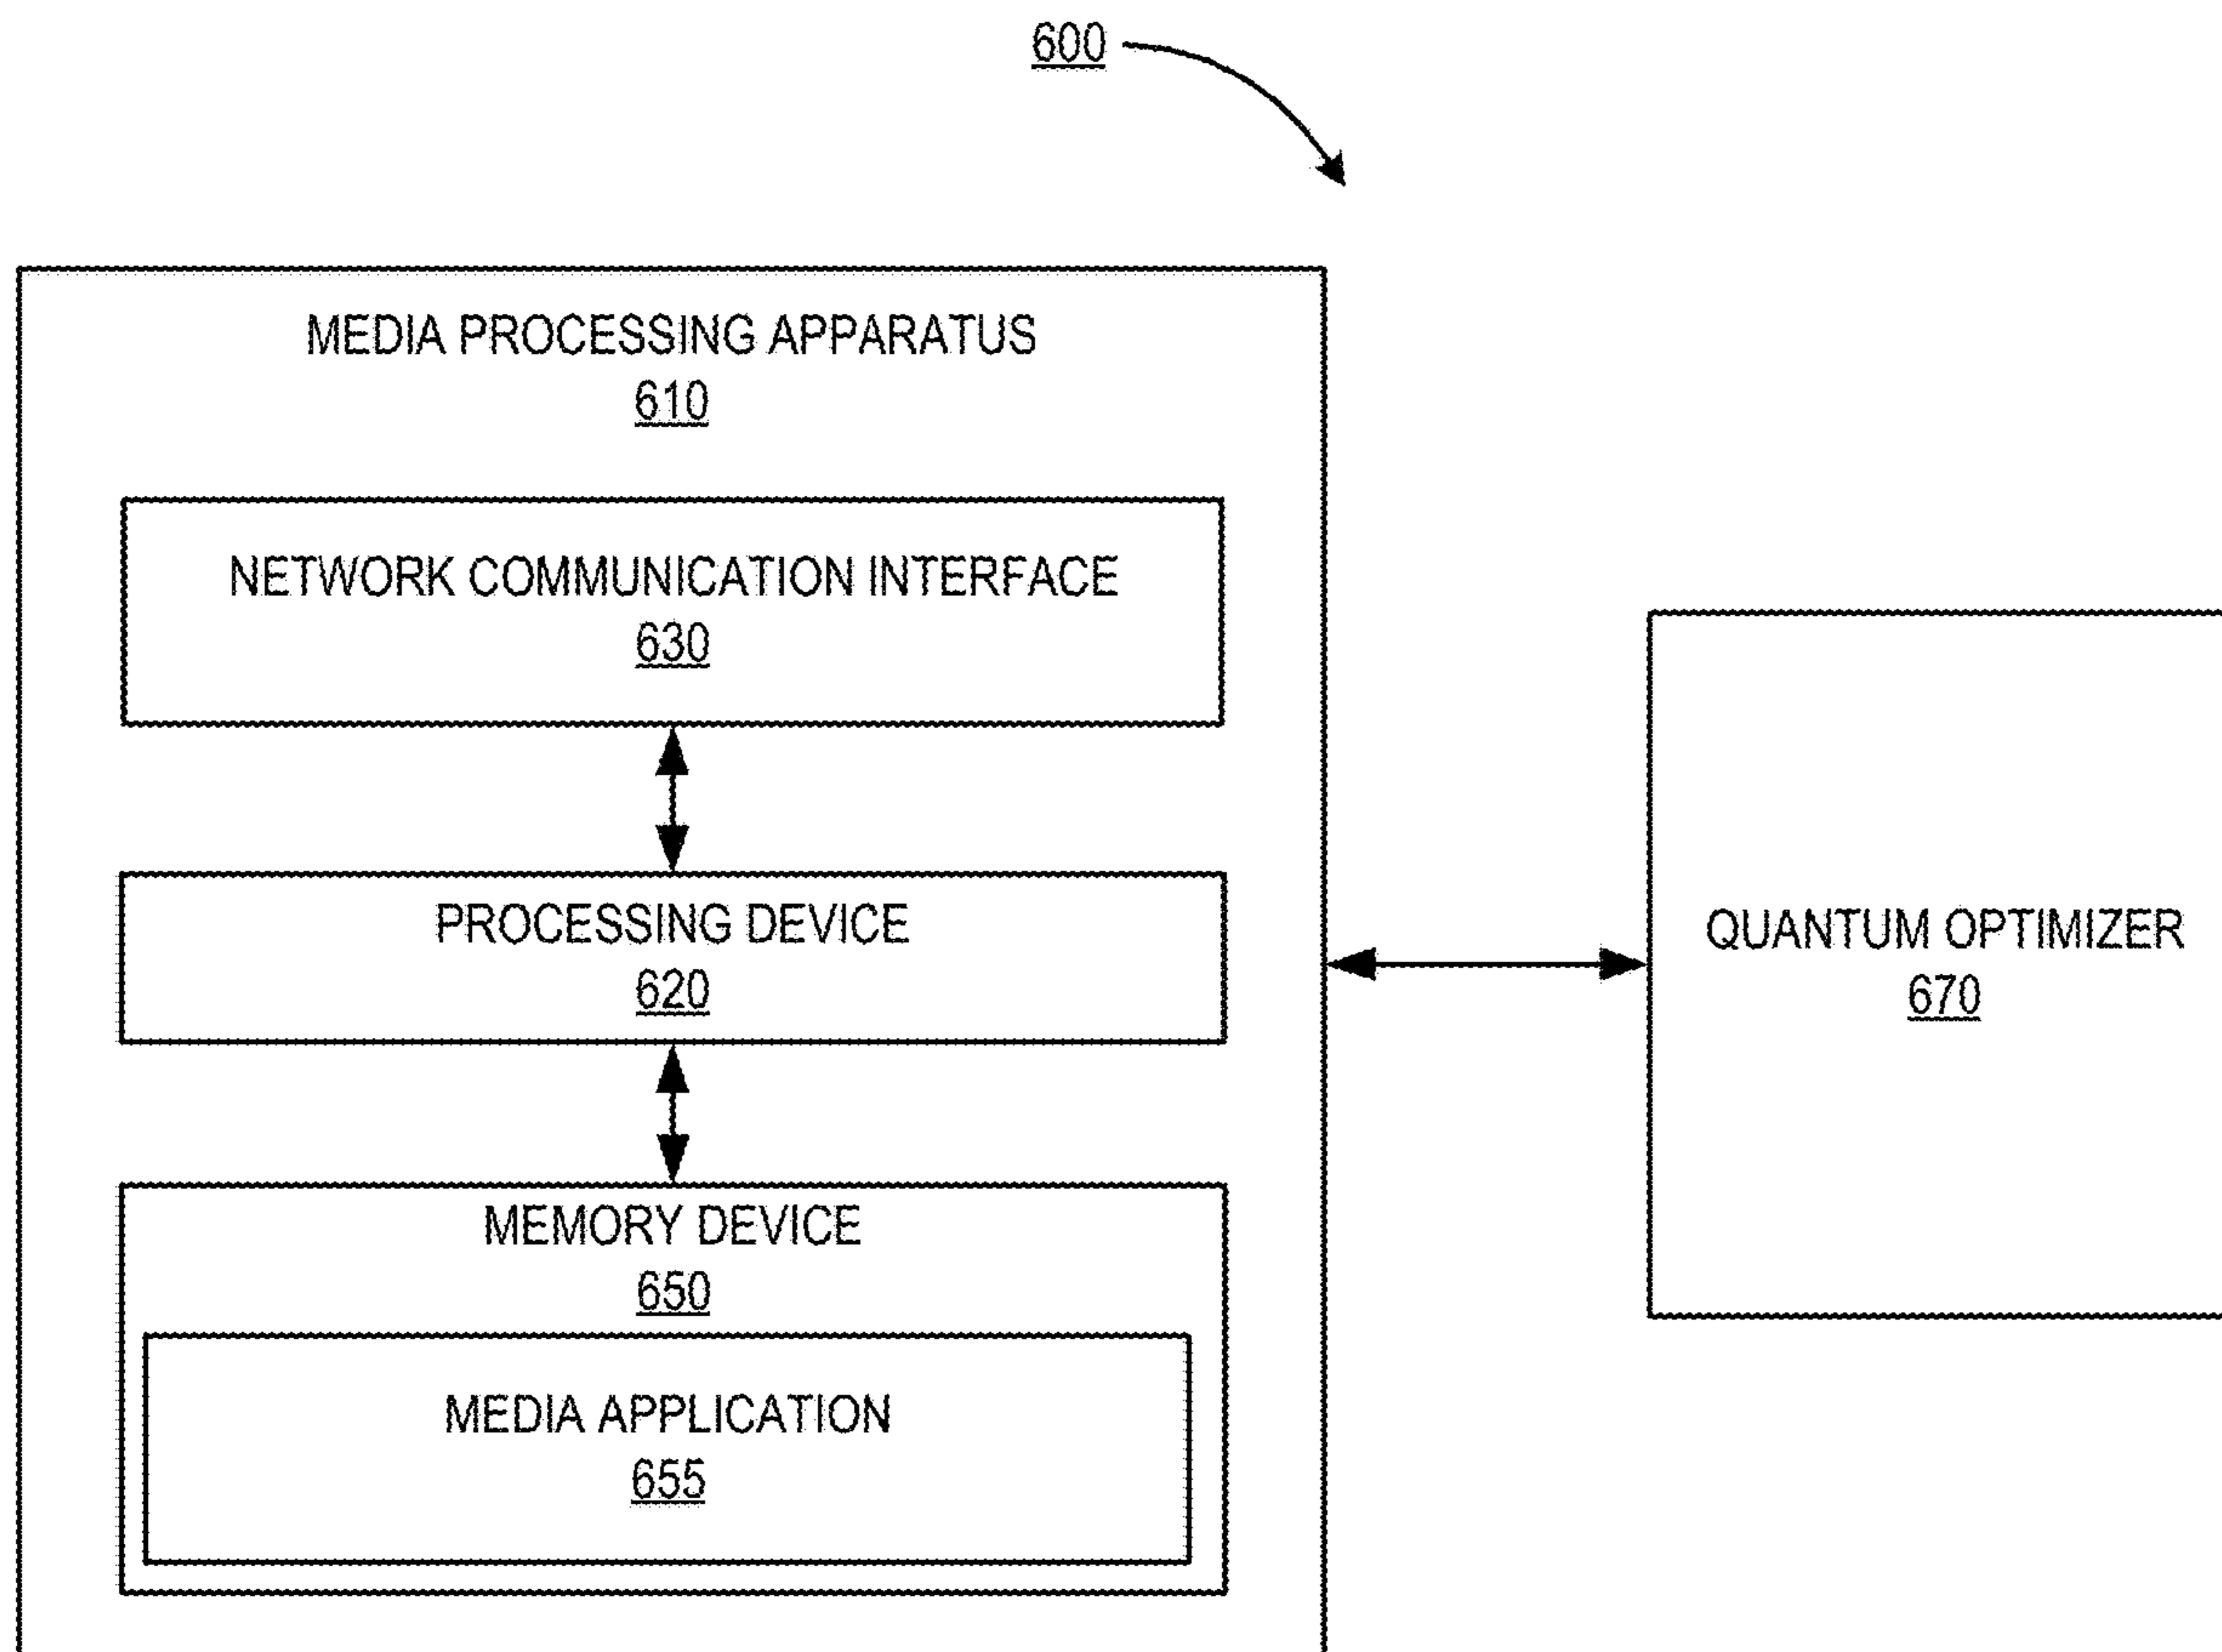 600
MEDIA PROCESSING APPARATUS
610
NETWORK COMMUNICATION INTERFACE
630
PROCESSING DEVICE
620
MEMORY DEVICE
650
MEDIA APPLICATION
655
QUANTUM OPTIMIZER
670